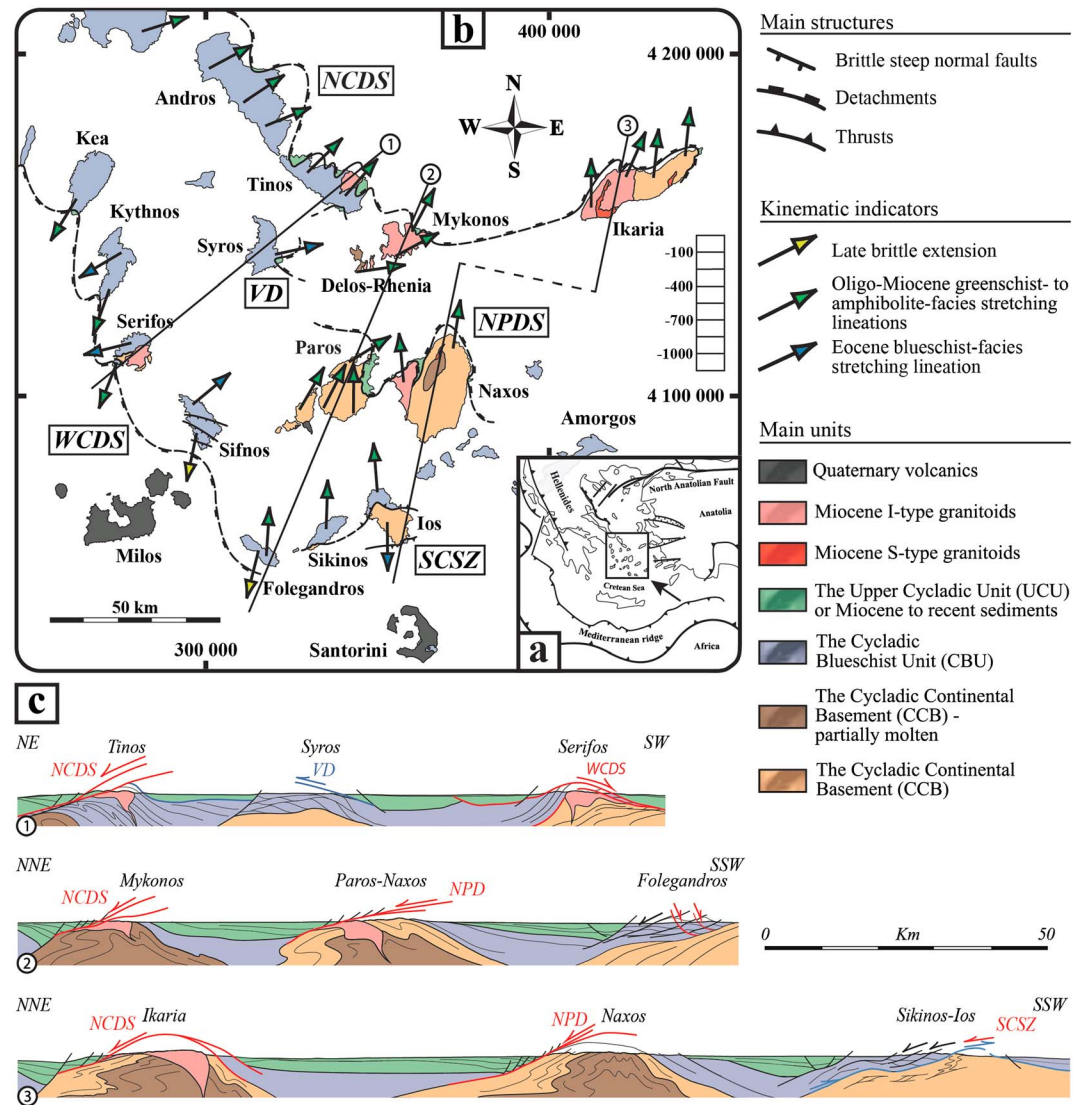 b
400 000
4 200 000
NCDS
Andros
N
W E
S
Kea
Tinos
1
2
3
Kythnos
Mykonos
Ikaria
Syros
VD
Delos-Rhenia
-100
-400
-700
-1000
Serifos
NPDS
Paros
Naxos
4 100 000
WCDS
Sifnos
Amorgos
Milos
Ios
Sikinos
SCSZ
Folegandros
50 km
300 000
Santorini
Hellenides
North Anatolian Fault
Anatolia
Cretean Sea
Mediterranean ridge
Africa
a
Main structures
Brittle steep normal faults
Detachments
Thrusts
Kinematic indicators
Late brittle extension
Oligo-Miocene greenschist- to
amphibolite-facies stretching
lineations
Eocene blueschist-facies
stretching lineation
Main units
Quaternary volcanics
Miocene I-type granitoids
Miocene S-type granitoids
The Upper Cycladic Unit (UCU)
or Miocene to recent sediments
The Cycladic
Blueschist Unit (CBU)
The Cycladic Continental
Basement (CCB) -
partially molten
The Cycladic Continental
Basement (CCB)
c
NE Tinos Syros Serifos SW
NCDS VD WCDS
1
NNE Mykonos Paros-Naxos Folegandros SSW
NCDS NPD
2
0 Km 50
NNE Ikaria Naxos Sikinos-Ios SSW
NCDS NPD SCSZ
3